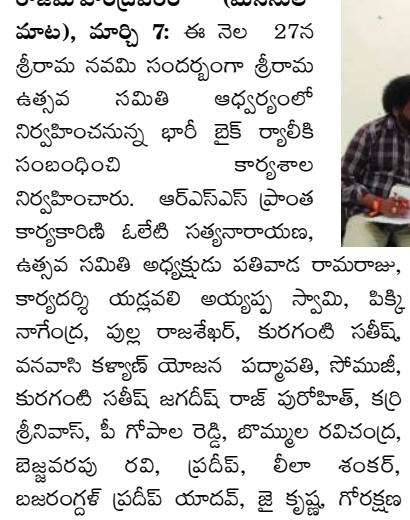 మాట), మార్చి 7: ఈ నెల 27న
శ్రీరామ నవమి సందర్బంగా శ్రీరామ
ఉత్సవ సమితి ఆధ్వర్యంలో
నిర్వహించనున్న భారీ బైక్ ర్యాలీకి
సంబంధించి కార్యశాల
నిర్వహించారు. ఆర్ఎస్ఎస్ ప్రాంత
కార్యకారిణి ఓలేటి సత్యనారాయణ,
ఉత్సవ సమితి అధ్యక్షుడు పతివాడ రామరాజు,
కార్యదర్శి యడ్లవలి అయ్యప్ప స్వామి, పిక్కి
నాగేంద్ర, పుల్ల రాజశేఖర్, కురగంటి సతీష్,
వనవాసి కళ్యాణ్ యోజన పద్మావతి, సోముజీ,
కురగంటి సతీష్ జగదీష్ రాజ్ పురోహిత్, కర్రి
శ్రీనివాస్, పీ గోపాల రెడ్డి, బొమ్ముల రవిచంద్ర,
బెజ్జవరపు రవి, ప్రదీప్, లీలా శంకర్,
బజరంగ్దళ్ ప్రదీప్ యాదవ్, జై కృష్ణ, గోరక్షణ